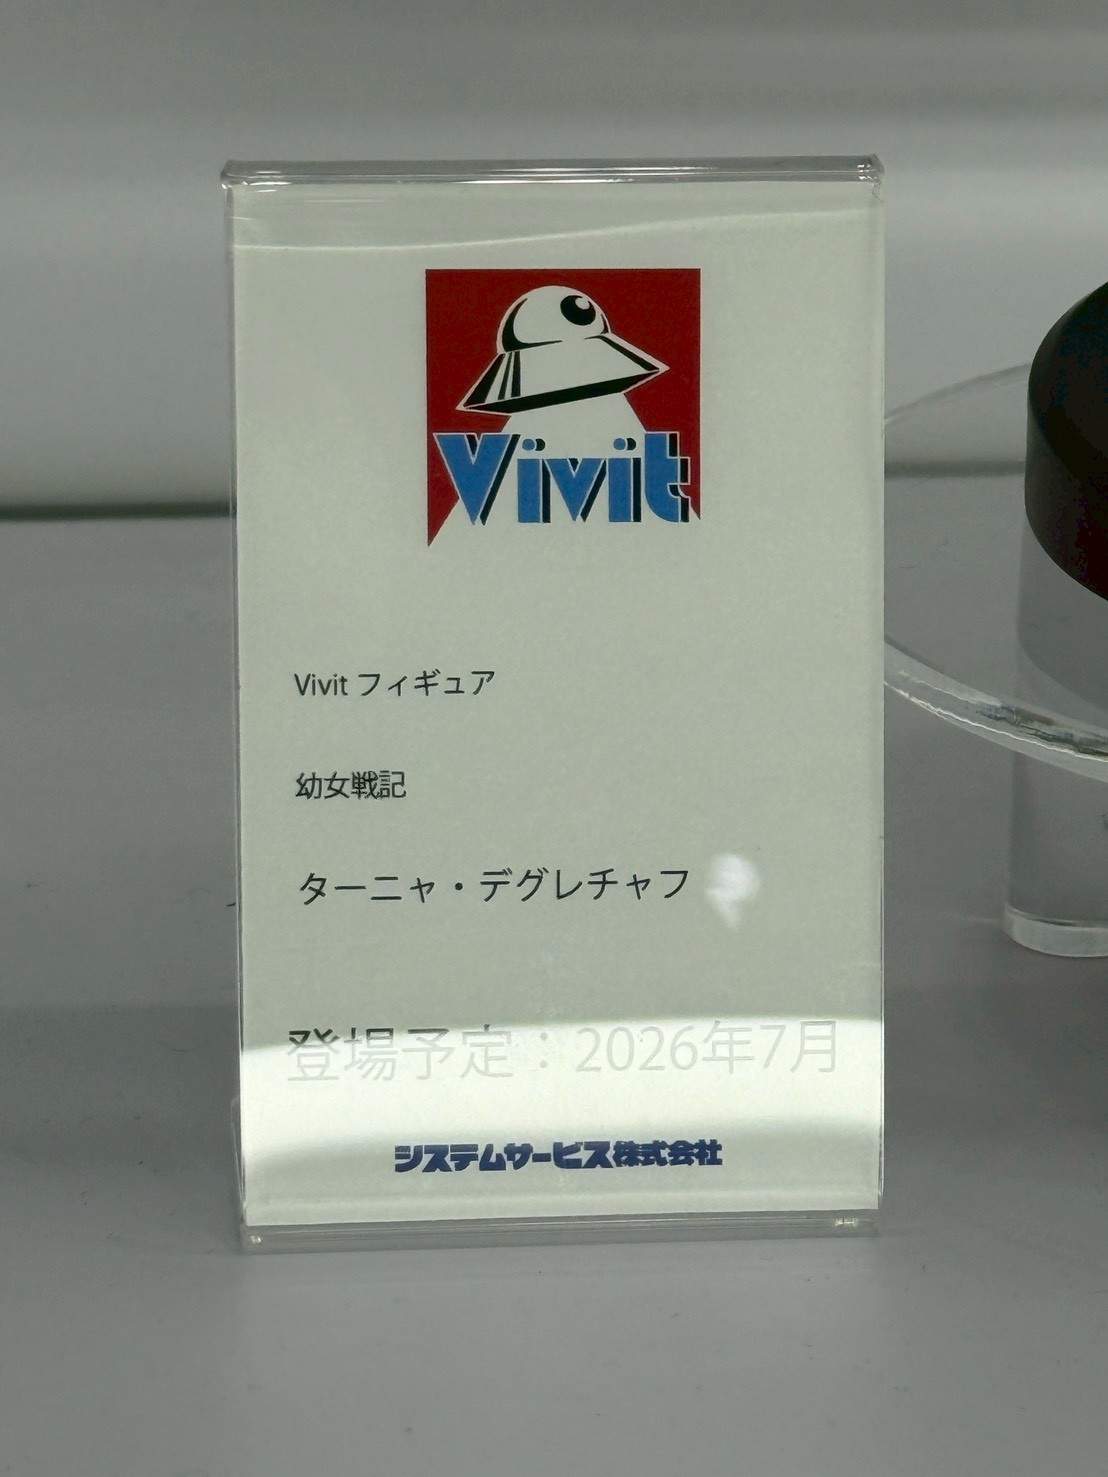 Vivit
Vivit フィギュア
幼女戦記
ターニャ・デグレチャフ
登場予定：2026年7月
システムサービス株式会社